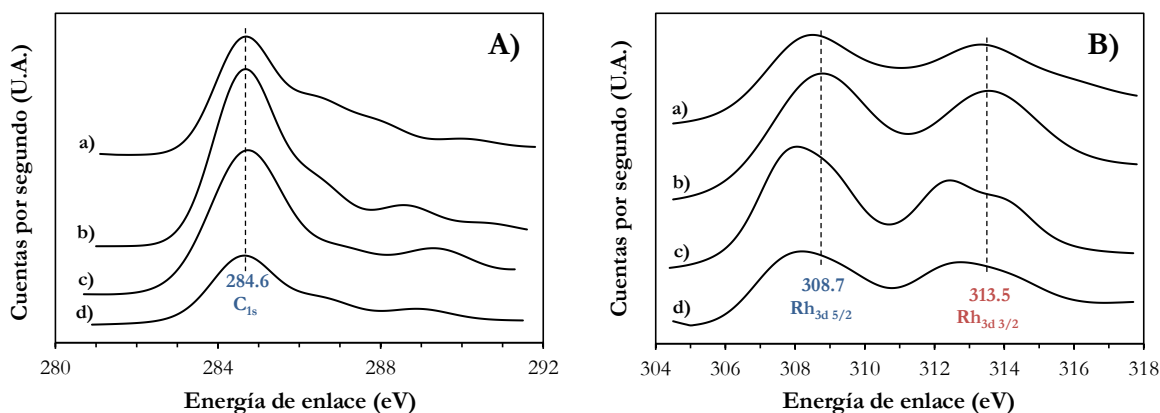 A)
Cuentas por segundo (U.A.)
a)
b)
c)
d)
284.6
C1s
280
284
288
292
Energía de enlace (eV)
B)
Cuentas por segundo (U.A.)
a)
b)
c)
d)
308.7
Rh3d 5/2
313.5
Rh3d 3/2
304
306
308
310
312
314
316
318
Energía de enlace (eV)